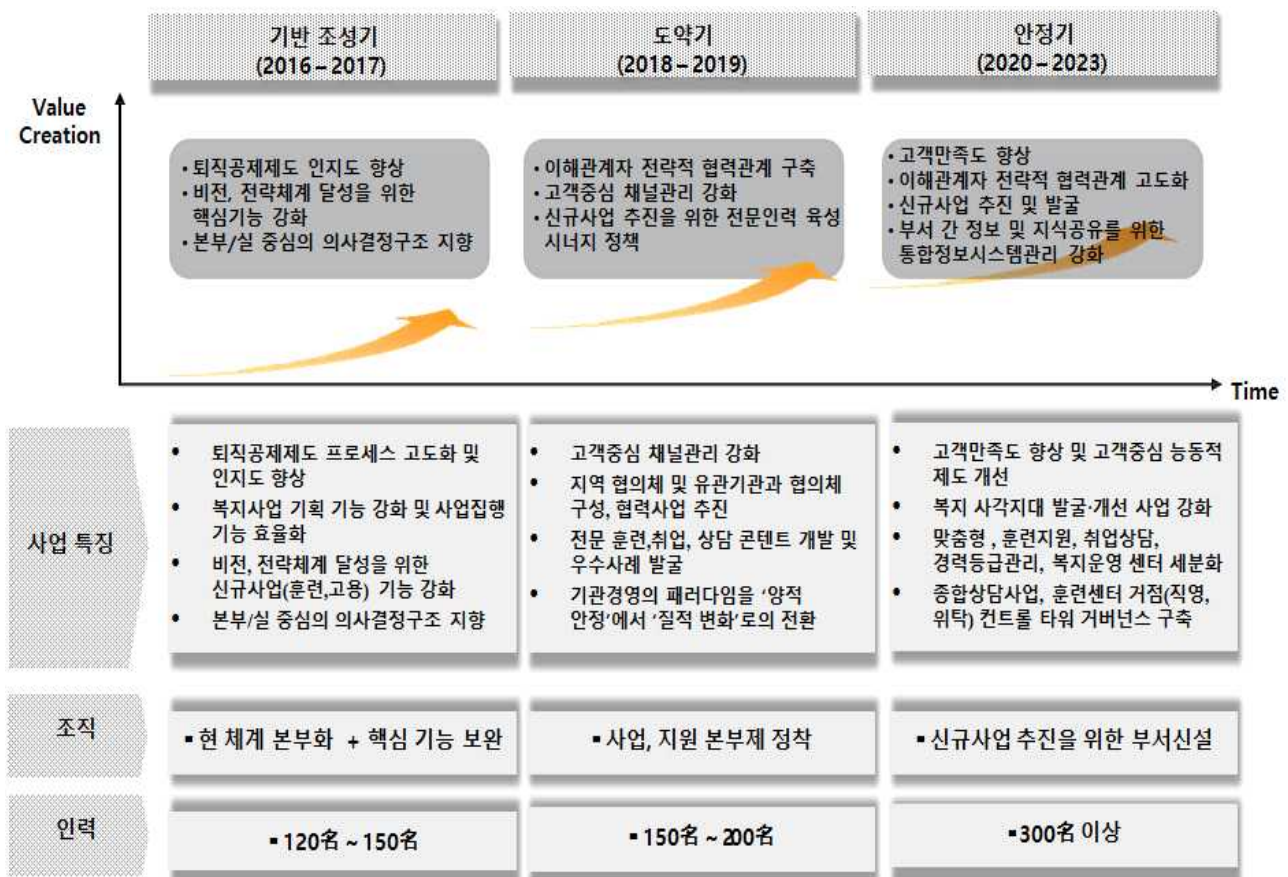 기반 조성기
(2016 – 2017)
도약기
(2018 – 2019)
안정기
(2020 – 2023)
Value
Creation
• 퇴직공제제도 인지도 향상
• 비전, 전략체계 달성을 위한
핵심기능 강화
• 본부/실 중심의 의사결정구조 지향
• 이해관계자 전략적 협력관계 구축
• 고객중심 채널관리 강화
• 신규사업 추진을 위한 전문인력 육성
시너지 정책
• 고객만족도 향상
• 이해관계자 전략적 협력관계 고도화
• 신규사업 추진 및 발굴
• 부서 간 정보 및 지식공유를 위한
통합정보시스템관리 강화
Time
사업 특징
• 퇴직공제제도 프로세스 고도화 및
인지도 향상
• 복지사업 기획 기능 강화 및 사업집행
기능 효율화
• 비전, 전략체계 달성을 위한
신규사업(훈련,고용) 기능 강화
• 본부/실 중심의 의사결정구조 지향
• 고객중심 채널관리 강화
• 지역 협의체 및 유관기관과 협의체
구성, 협력사업 추진
• 전문 훈련,취업, 상담 콘텐트 개발 및
우수사례 발굴
• 기관경영의 패러다임을 ‘양적
안정’에서 ‘질적 변화’로의 전환
• 고객만족도 향상 및 고객중심 능동적
제도 개선
• 복지 사각지대 발굴·개선 사업 강화
• 맞춤형 , 훈련지원, 취업상담,
경력등급관리, 복지운영 센터 세분화
• 종합상담사업, 훈련센터 거점(직영,
위탁) 컨트롤 타워 거버넌스 구축
조직
▪ 현 체계 본부화 + 핵심 기능 보완
▪ 사업, 지원 본부제 정착
▪ 신규사업 추진을 위한 부서신설
인력
▪ 120名 ~ 150名
▪ 150名 ~ 200名
▪ 300名 이상